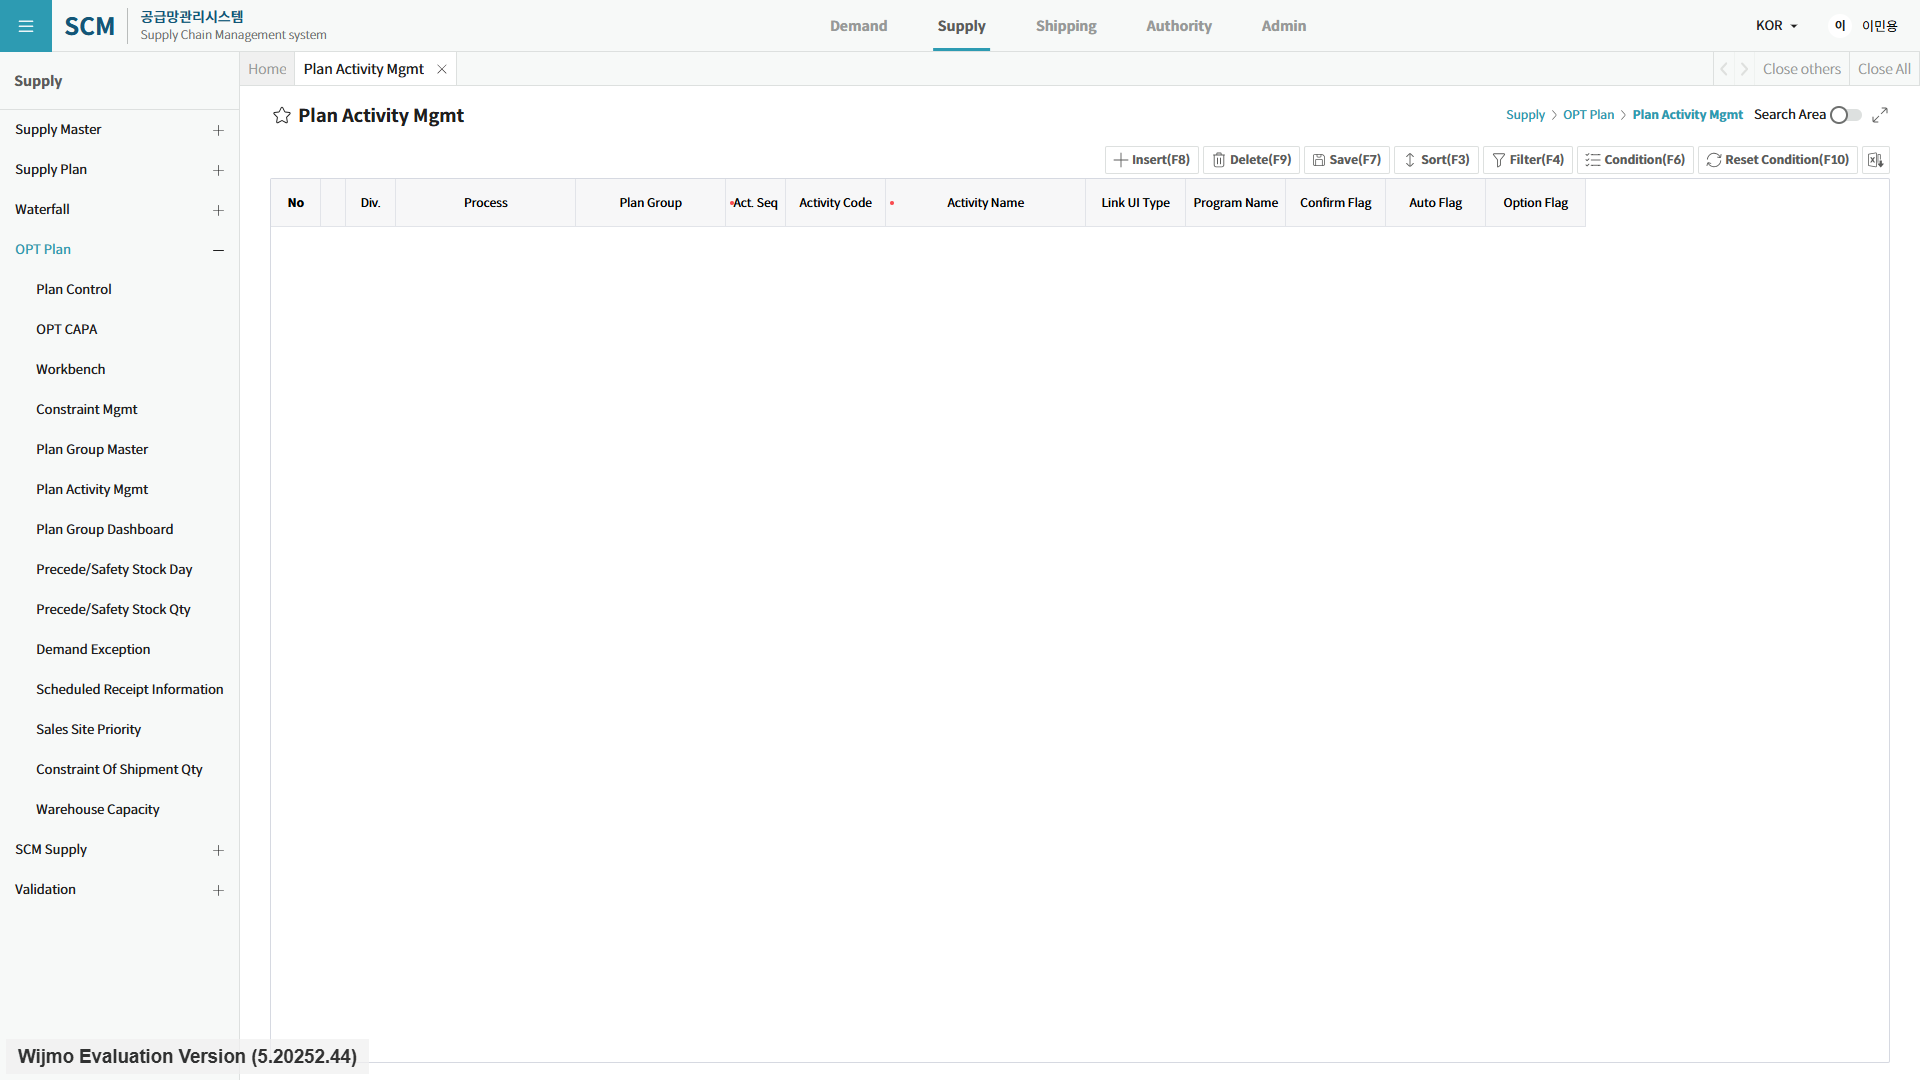 SCM
공급망관리시스템
Supply Chain Management system
Demand
Supply
Shipping
Authority
Admin
KOR
이
이민용
Supply
Home
Plan Activity Mgmt
Close others
Close All
Supply Master
Supply Plan
Waterfall
OPT Plan
Plan Control
OPT CAPA
Workbench
Constraint Mgmt
Plan Group Master
Plan Activity Mgmt
Plan Group Dashboard
Precede/Safety Stock Day
Precede/Safety Stock Qty
Demand Exception
Scheduled Receipt Information
Sales Site Priority
Constraint Of Shipment Qty
Warehouse Capacity
SCM Supply
Validation
Plan Activity Mgmt
Supply > OPT Plan > Plan Activity Mgmt
Search Area
Insert(F8)
Delete(F9)
Save(F7)
Sort(F3)
Filter(F4)
Condition(F6)
Reset Condition(F10)
No
Div.
Process
Plan Group
Act. Seq
Activity Code
Activity Name
Link UI Type
Program Name
Confirm Flag
Auto Flag
Option Flag
Wijmo Evaluation Version (5.20252.44)